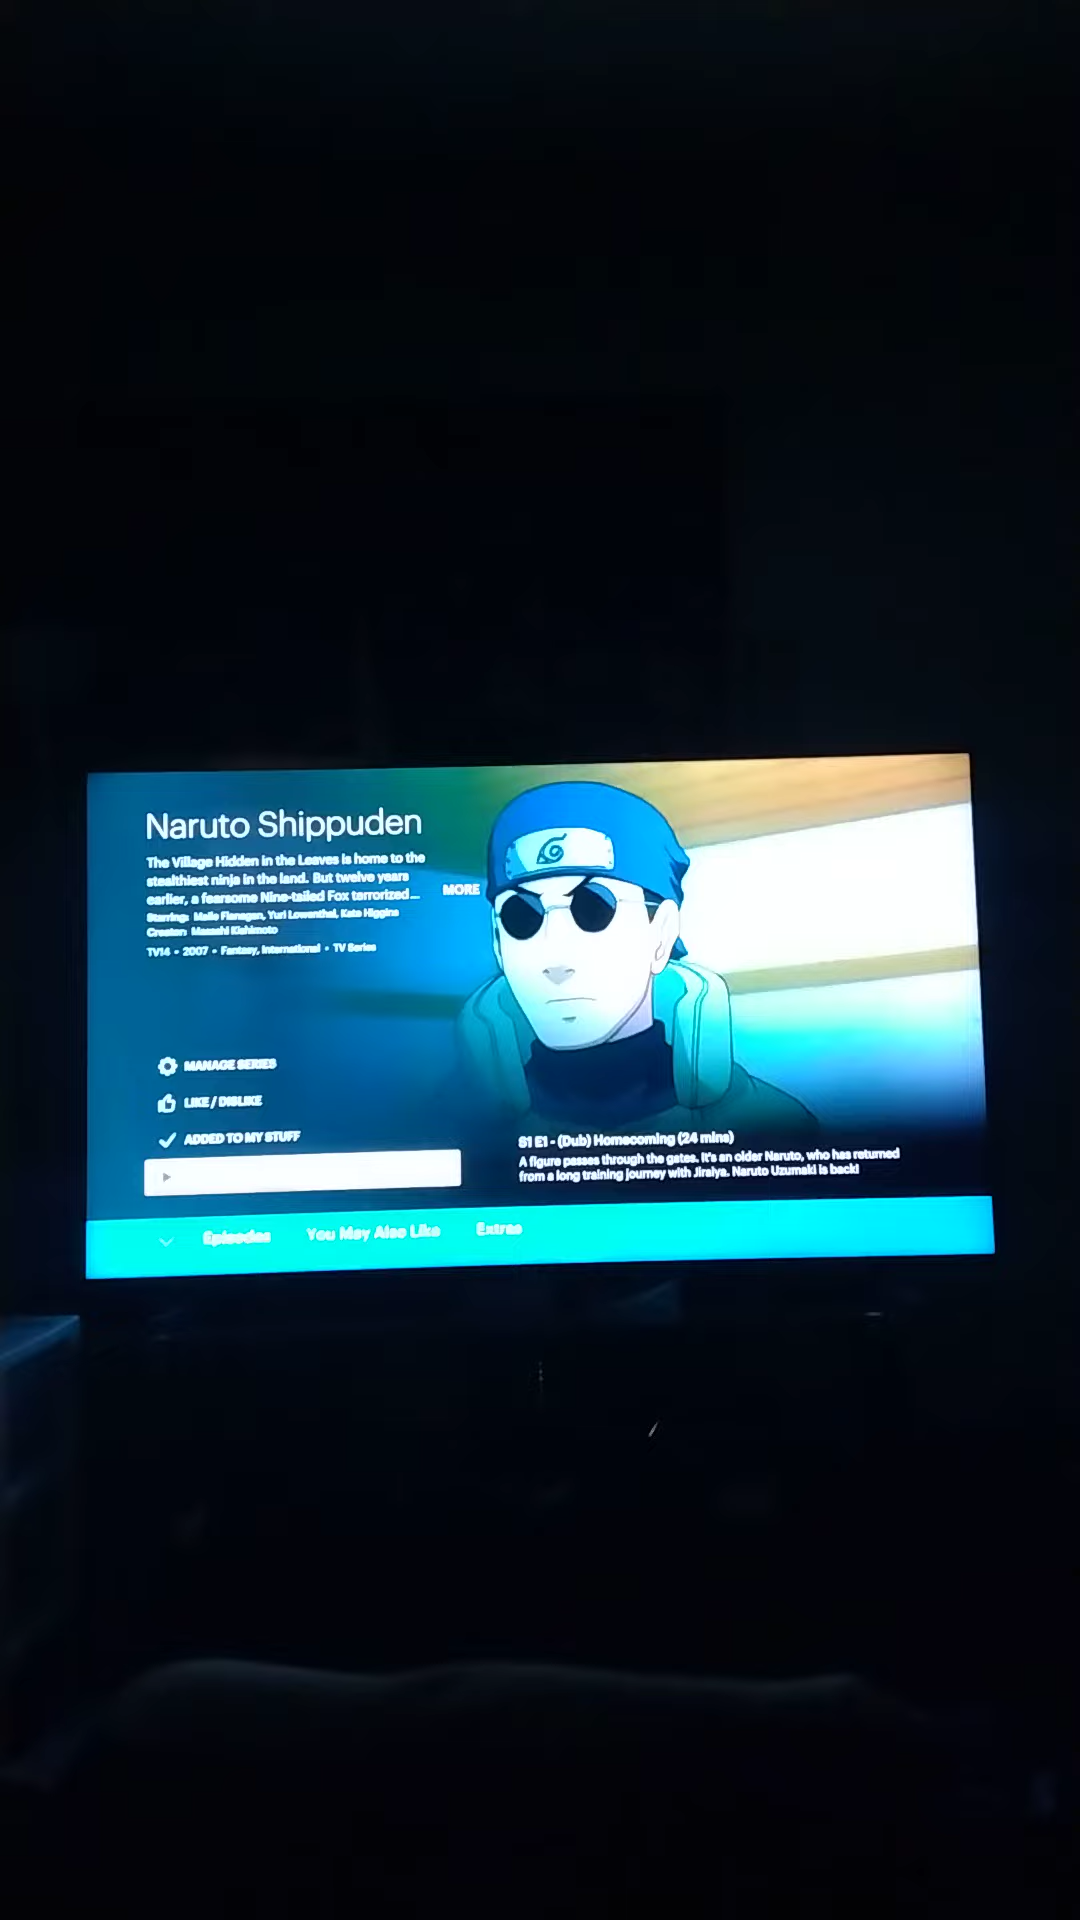 Naruto Shippuden
The Village Hidden in the Leaves is home to the
stealthiest ninja in the land. But twelve years
earlier, a fearsome Nine-tailed Fox terrorized...
MORE
Starring: Maile Flanagan, Yuri Lowenthal, Kate Higgins
Creator: Masashi Kishimoto
TV14 • 2007 • Fantasy, International • TV Series
MANAGE SERIES
LIKE / DISLIKE
ADDED TO MY STUFF
S1 E1 - (Dub) Homecoming (24 mins)
A figure passes through the gates. It's an older Naruto, who has returned
from a long training journey with Jiraiya. Naruto Uzumaki is back!
Episodes You May Also Like Extras